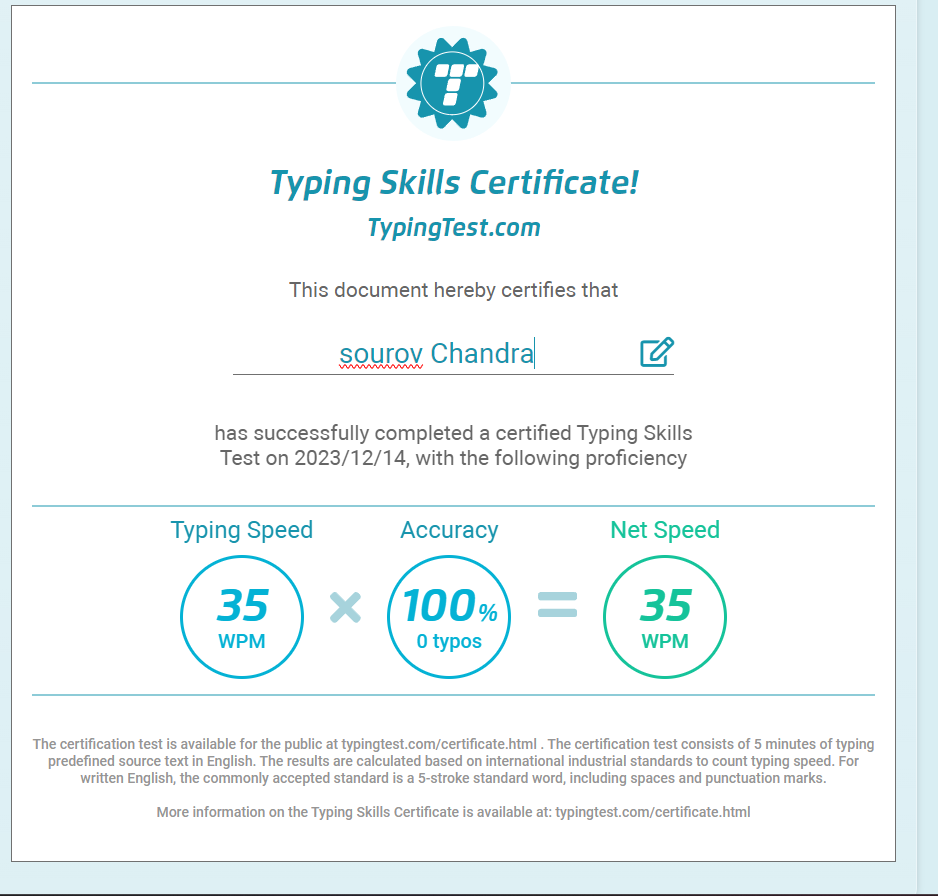 T
Typing Skills Certificate!
TypingTest.com
This document hereby certifies that
sourov Chandra
has successfully completed a certified Typing Skills
Test on 2023/12/14, with the following proficiency
Typing Speed Accuracy Net Speed
35 100% 35
WPM 0 typos WPM
The certification test is available for the public at typingtest.com/certificate.html . The certification test consists of 5 minutes of typing
predefined source text in English. The results are calculated based on international industrial standards to count typing speed. For
written English, the commonly accepted standard is a 5-stroke standard word, including spaces and punctuation marks.
More information on the Typing Skills Certificate is available at: typingtest.com/certificate.html